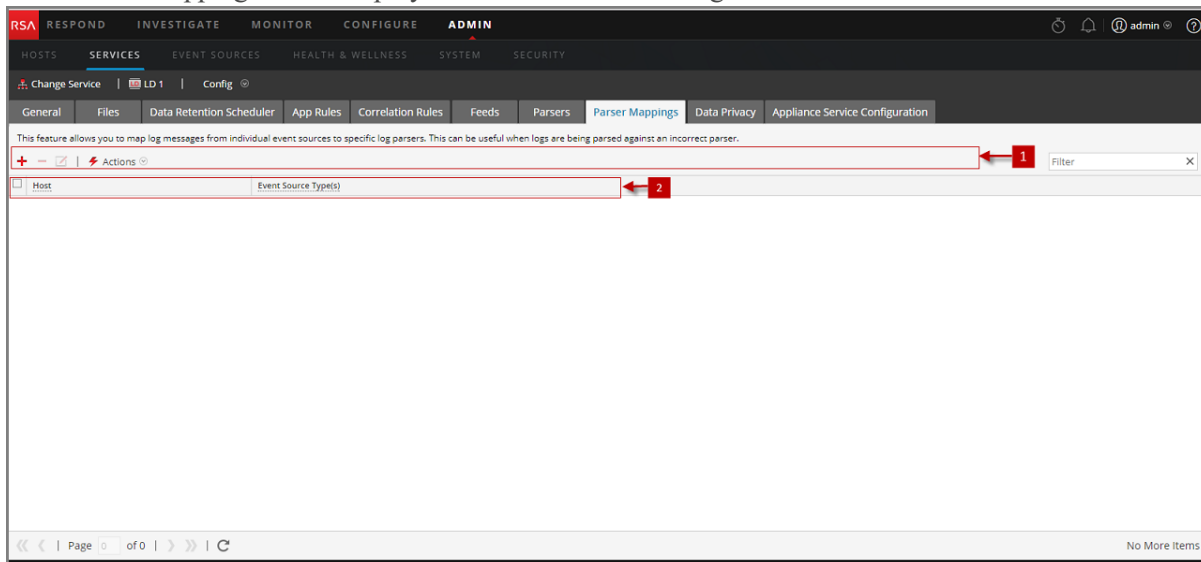 RSA RESPOND INVESTIGATE MONITOR CONFIGURE ADMIN admin ?
HOSTS SERVICES EVENT SOURCES HEALTH & WELLNESS SYSTEM SECURITY
Change Service | LD 1 | Config
General Files Data Retention Scheduler App Rules Correlation Rules Feeds Parsers Parser Mappings Data Privacy Appliance Service Configuration
This feature allows you to map log messages from individual event sources to specific log parsers. This can be useful when logs are being parsed against an incorrect parser.
Actions 1 Filter
Host Event Source Type(s) 2
Page 0 of 0 No More Items